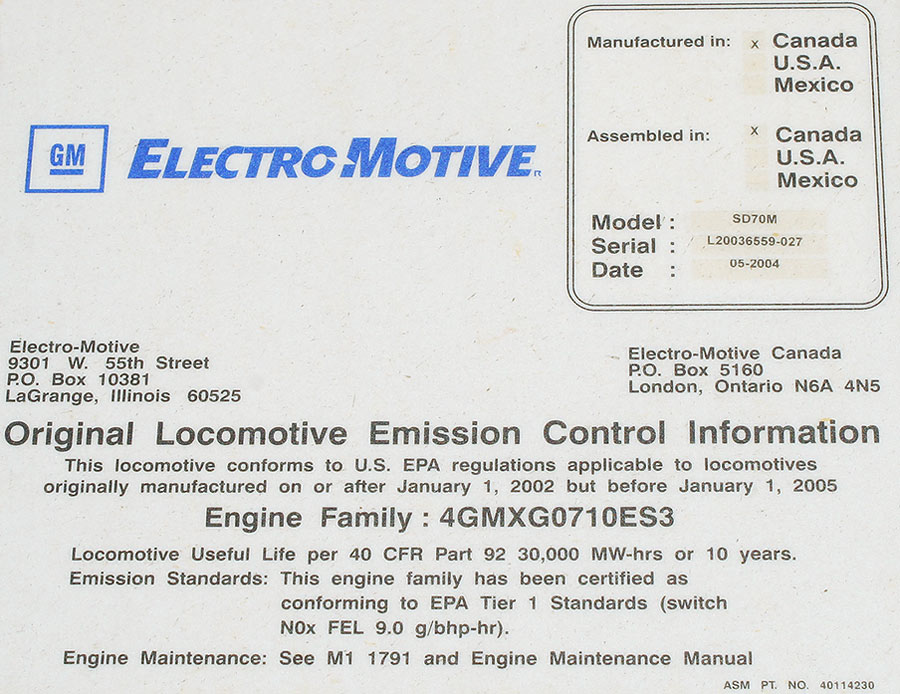 Manufactured in: x Canada
U.S.A.
Mexico
GM ELECTRO-MOTIVE®
Assembled in: x Canada
U.S.A.
Mexico
Model : SD70M
Serial : L20036559-027
Date : 05-2004
Electro-Motive
9301 W. 55th Street
P.O. Box 10381
LaGrange, Illinois 60525
Electro-Motive Canada
P.O. Box 5160
London, Ontario N6A 4N5
Original Locomotive Emission Control Information
This locomotive conforms to U.S. EPA regulations applicable to locomotives
originally manufactured on or after January 1, 2002 but before January 1, 2005
Engine Family : 4GMXG0710ES3
Locomotive Useful Life per 40 CFR Part 92 30,000 MW-hrs or 10 years.
Emission Standards: This engine family has been certified as
conforming to EPA Tier 1 Standards (switch
N0x FEL 9.0 g/bhp-hr).
Engine Maintenance: See M1 1791 and Engine Maintenance Manual
ASM PT. NO. 40114230